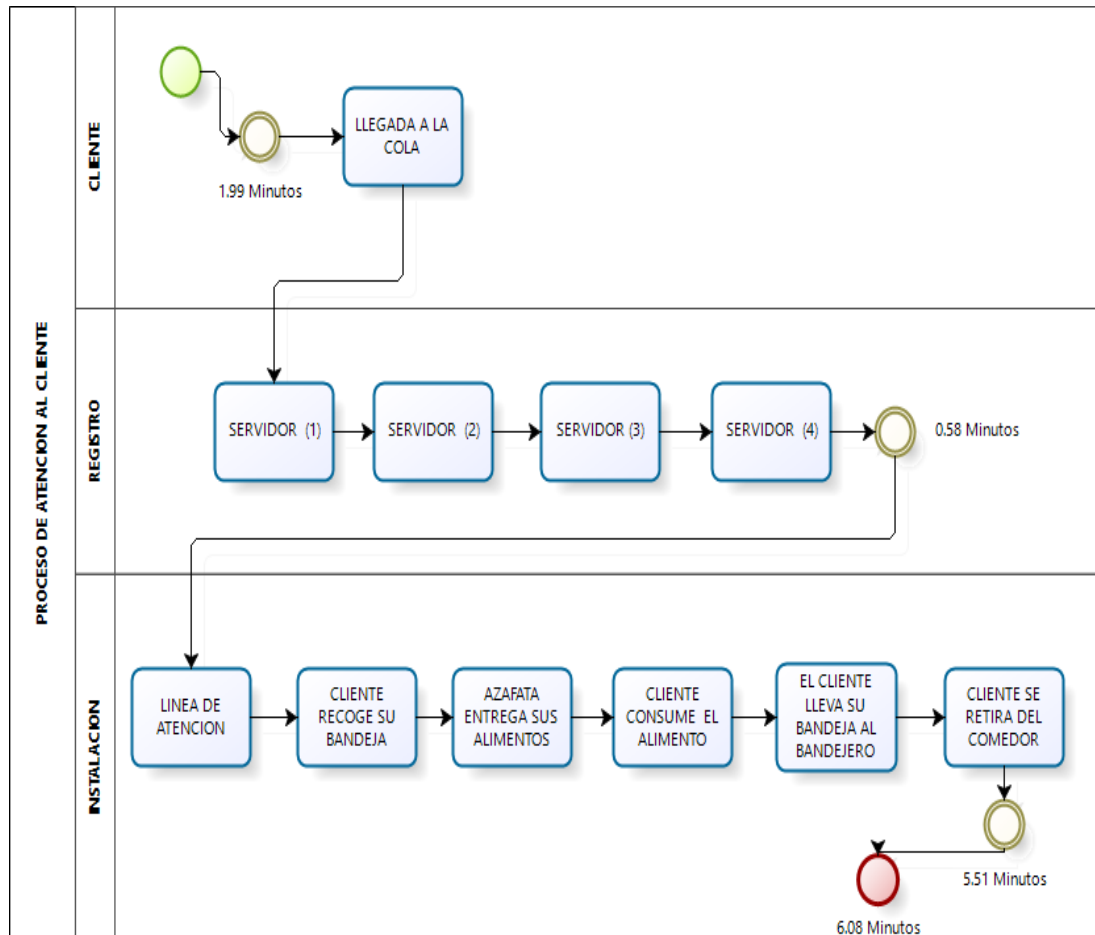 PROCESO DE ATENCION AL CLIENTE
CLIENTE
LLEGADA A LA
COLA
1.99 Minutos
REGISTRO
SERVIDOR (1)
SERVIDOR (2)
SERVIDOR (3)
SERVIDOR (4)
0.58 Minutos
INSTALACION
LINEA DE
ATENCION
CLIENTE
RECOGE SU
BANDEJA
AZAFATA
ENTREGA SUS
ALIMENTOS
CLIENTE
CONSUME EL
ALIMENTO
EL CLIENTE
LLEVA SU
BANDEJA AL
BANDEJERO
CLIENTE SE
RETIRA DEL
COMEDOR
5.51 Minutos
6.08 Minutos